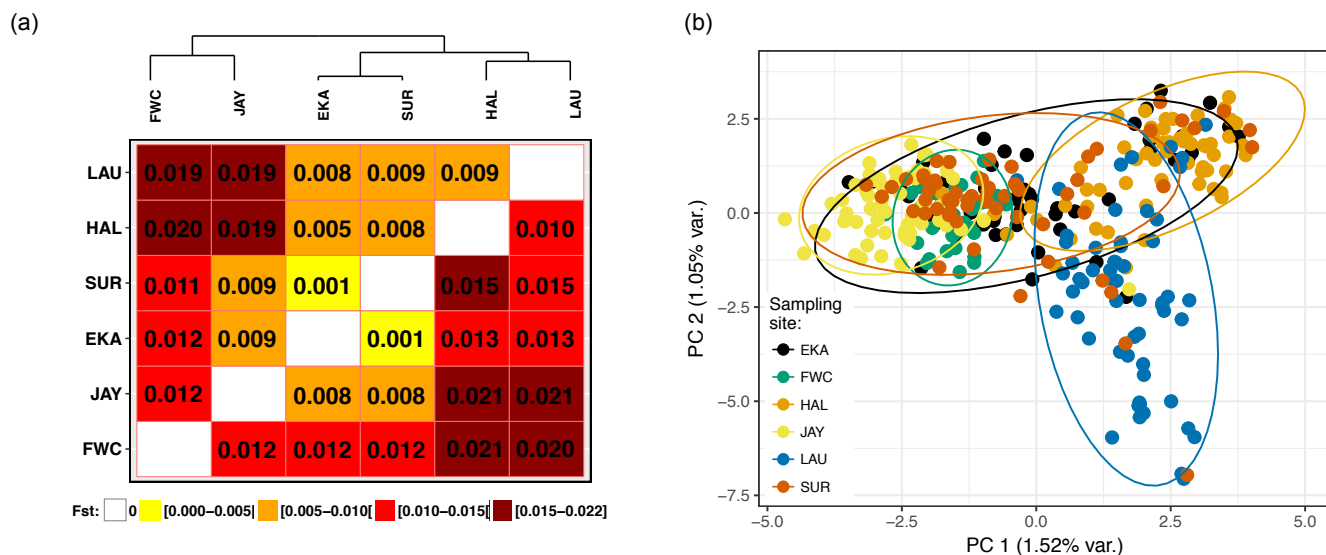 (a)
FWC JAY EKA SUR HAL LAU
LAU 0.019 0.019 0.008 0.009 0.009
HAL 0.020 0.019 0.005 0.008 0.010
SUR 0.011 0.009 0.001 0.015 0.015
EKA 0.012 0.009 0.001 0.013 0.013
JAY 0.012 0.008 0.008 0.021 0.021
FWC 0.012 0.012 0.012 0.021 0.020
Fst: 0 [0.000–0.005[ [0.005–0.010[ [0.010–0.015[ [0.015–0.022]
(b)
PC 2 (1.05% var.)
2.5
0.0
−2.5
−5.0
−7.5
Sampling
site:
EKA
FWC
HAL
JAY
LAU
SUR
−5.0 −2.5 0.0 2.5 5.0
PC 1 (1.52% var.)